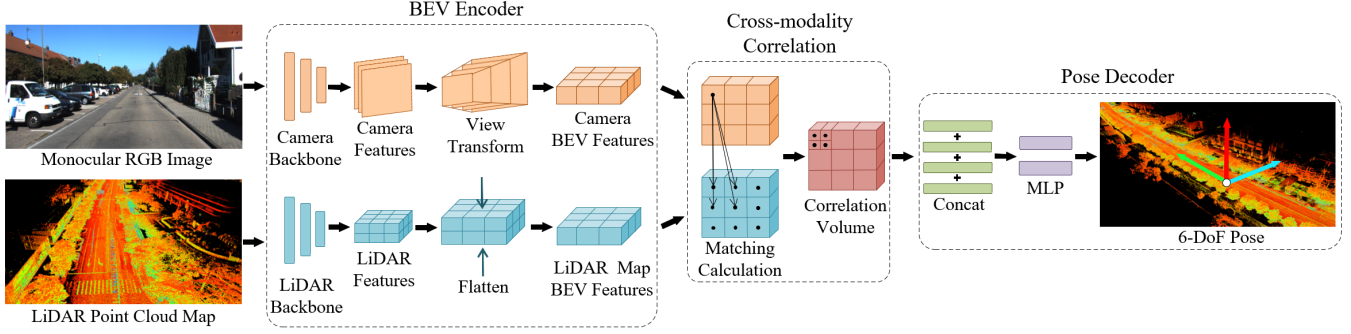 BEV Encoder
Cross-modality
Correlation
Pose Decoder
Monocular RGB Image
Camera
Backbone
Camera
Features
View
Transform
Camera
BEV Features
LiDAR Point Cloud Map
LiDAR
Backbone
LiDAR
Features
Flatten
LiDAR Map
BEV Features
Matching
Calculation
Correlation
Volume
+
+
+
Concat
MLP
6-DoF Pose